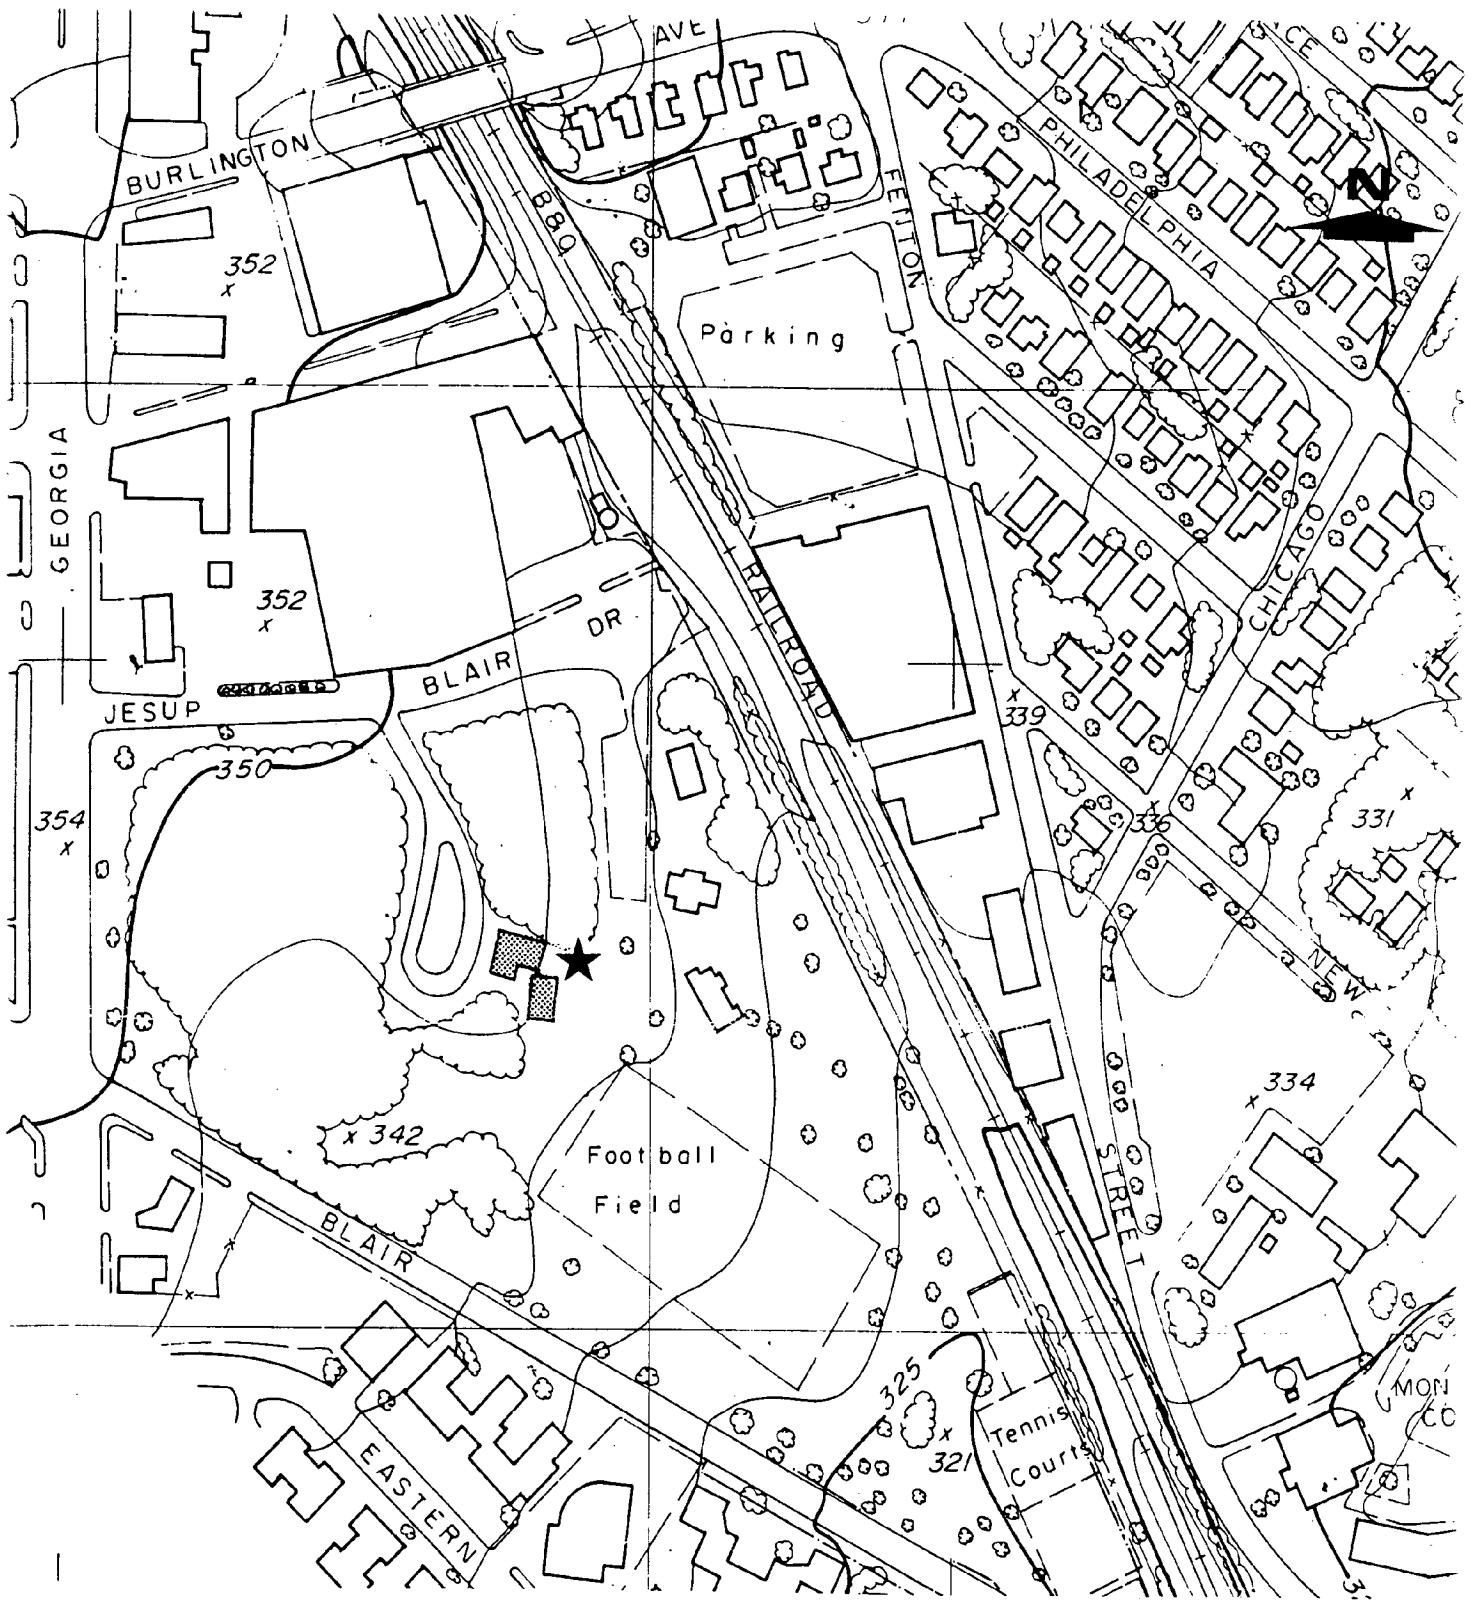 AVE
CE
BURLINGTON
PHILADELPHIA
N
B&O
FENTON
352
x
Parking
GEORGIA
CHICAGO
352
x
RAILROAD
DR
BLAIR
JESUP
x
339
350
354
x
336
x
331
NEW
x
334
x 342
Football
Field
STREET
BLAIR
325
x
321
Tennis
Courts
MON
CO
EASTERN